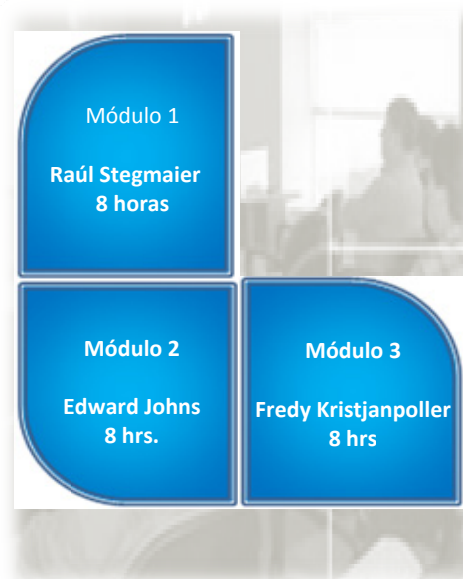 Módulo 1
Raúl Stegmaier
8 horas
Módulo 2
Edward Johns
8 hrs.
Módulo 3
Fredy Kristjanpoller
8 hrs